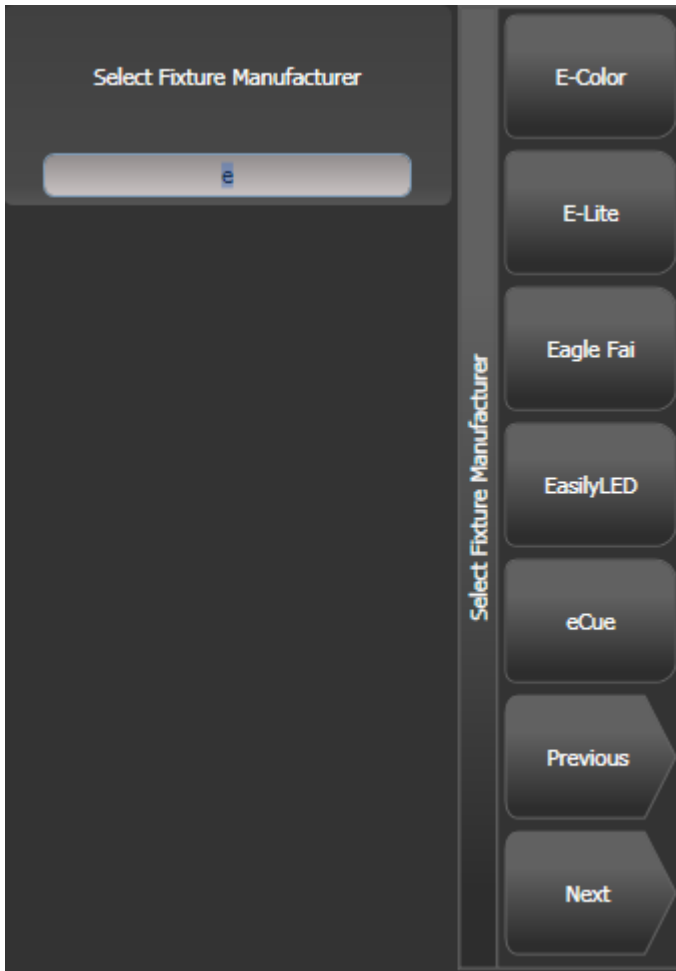 Select Fixture Manufacturer
e
Select Fixture Manufacturer
E-Color
E-Lite
Eagle Fai
EasilyLED
eCue
Previous
Next